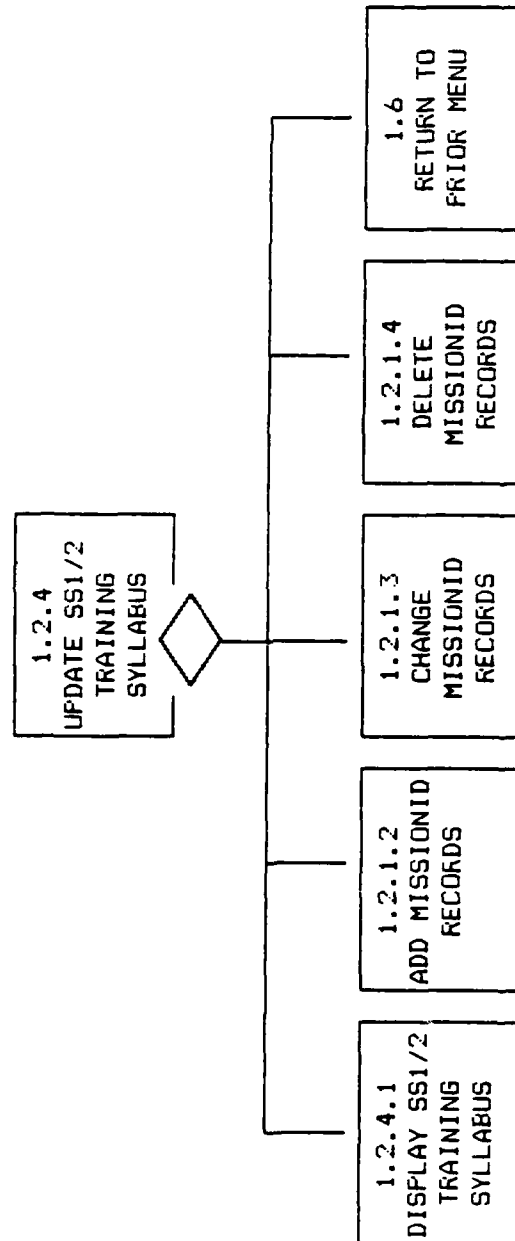 1.2.4
UPDATE SS1/2
TRAINING
SYLLABUS
1.2.4.1
DISPLAY SS1/2
TRAINING
SYLLABUS
1.2.1.2
ADD MISSIONID
RECORDS
1.2.1.3
CHANGE
MISSIONID
RECORDS
1.2.1.4
DELETE
MISSIONID
RECORDS
1.6
RETURN TO
PRIOR MENU